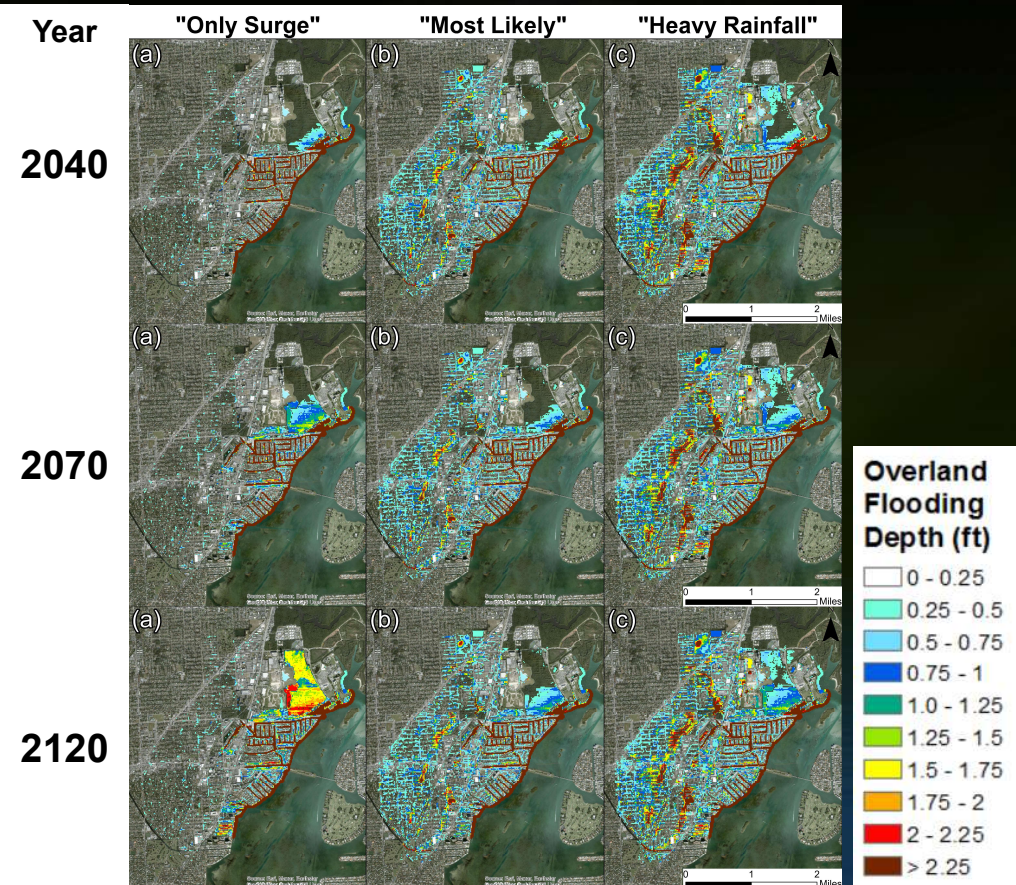 Year
"Only Surge"
"Most Likely"
"Heavy Rainfall"
2040
(a)
(b)
(c)
0 1 2
Miles
2070
(a)
(b)
(c)
0 1 2
Miles
2120
(a)
(b)
(c)
0 1 2
Miles
Overland
Flooding
Depth (ft)
0 - 0.25
0.25 - 0.5
0.5 - 0.75
0.75 - 1
1.0 - 1.25
1.25 - 1.5
1.5 - 1.75
1.75 - 2
2 - 2.25
> 2.25